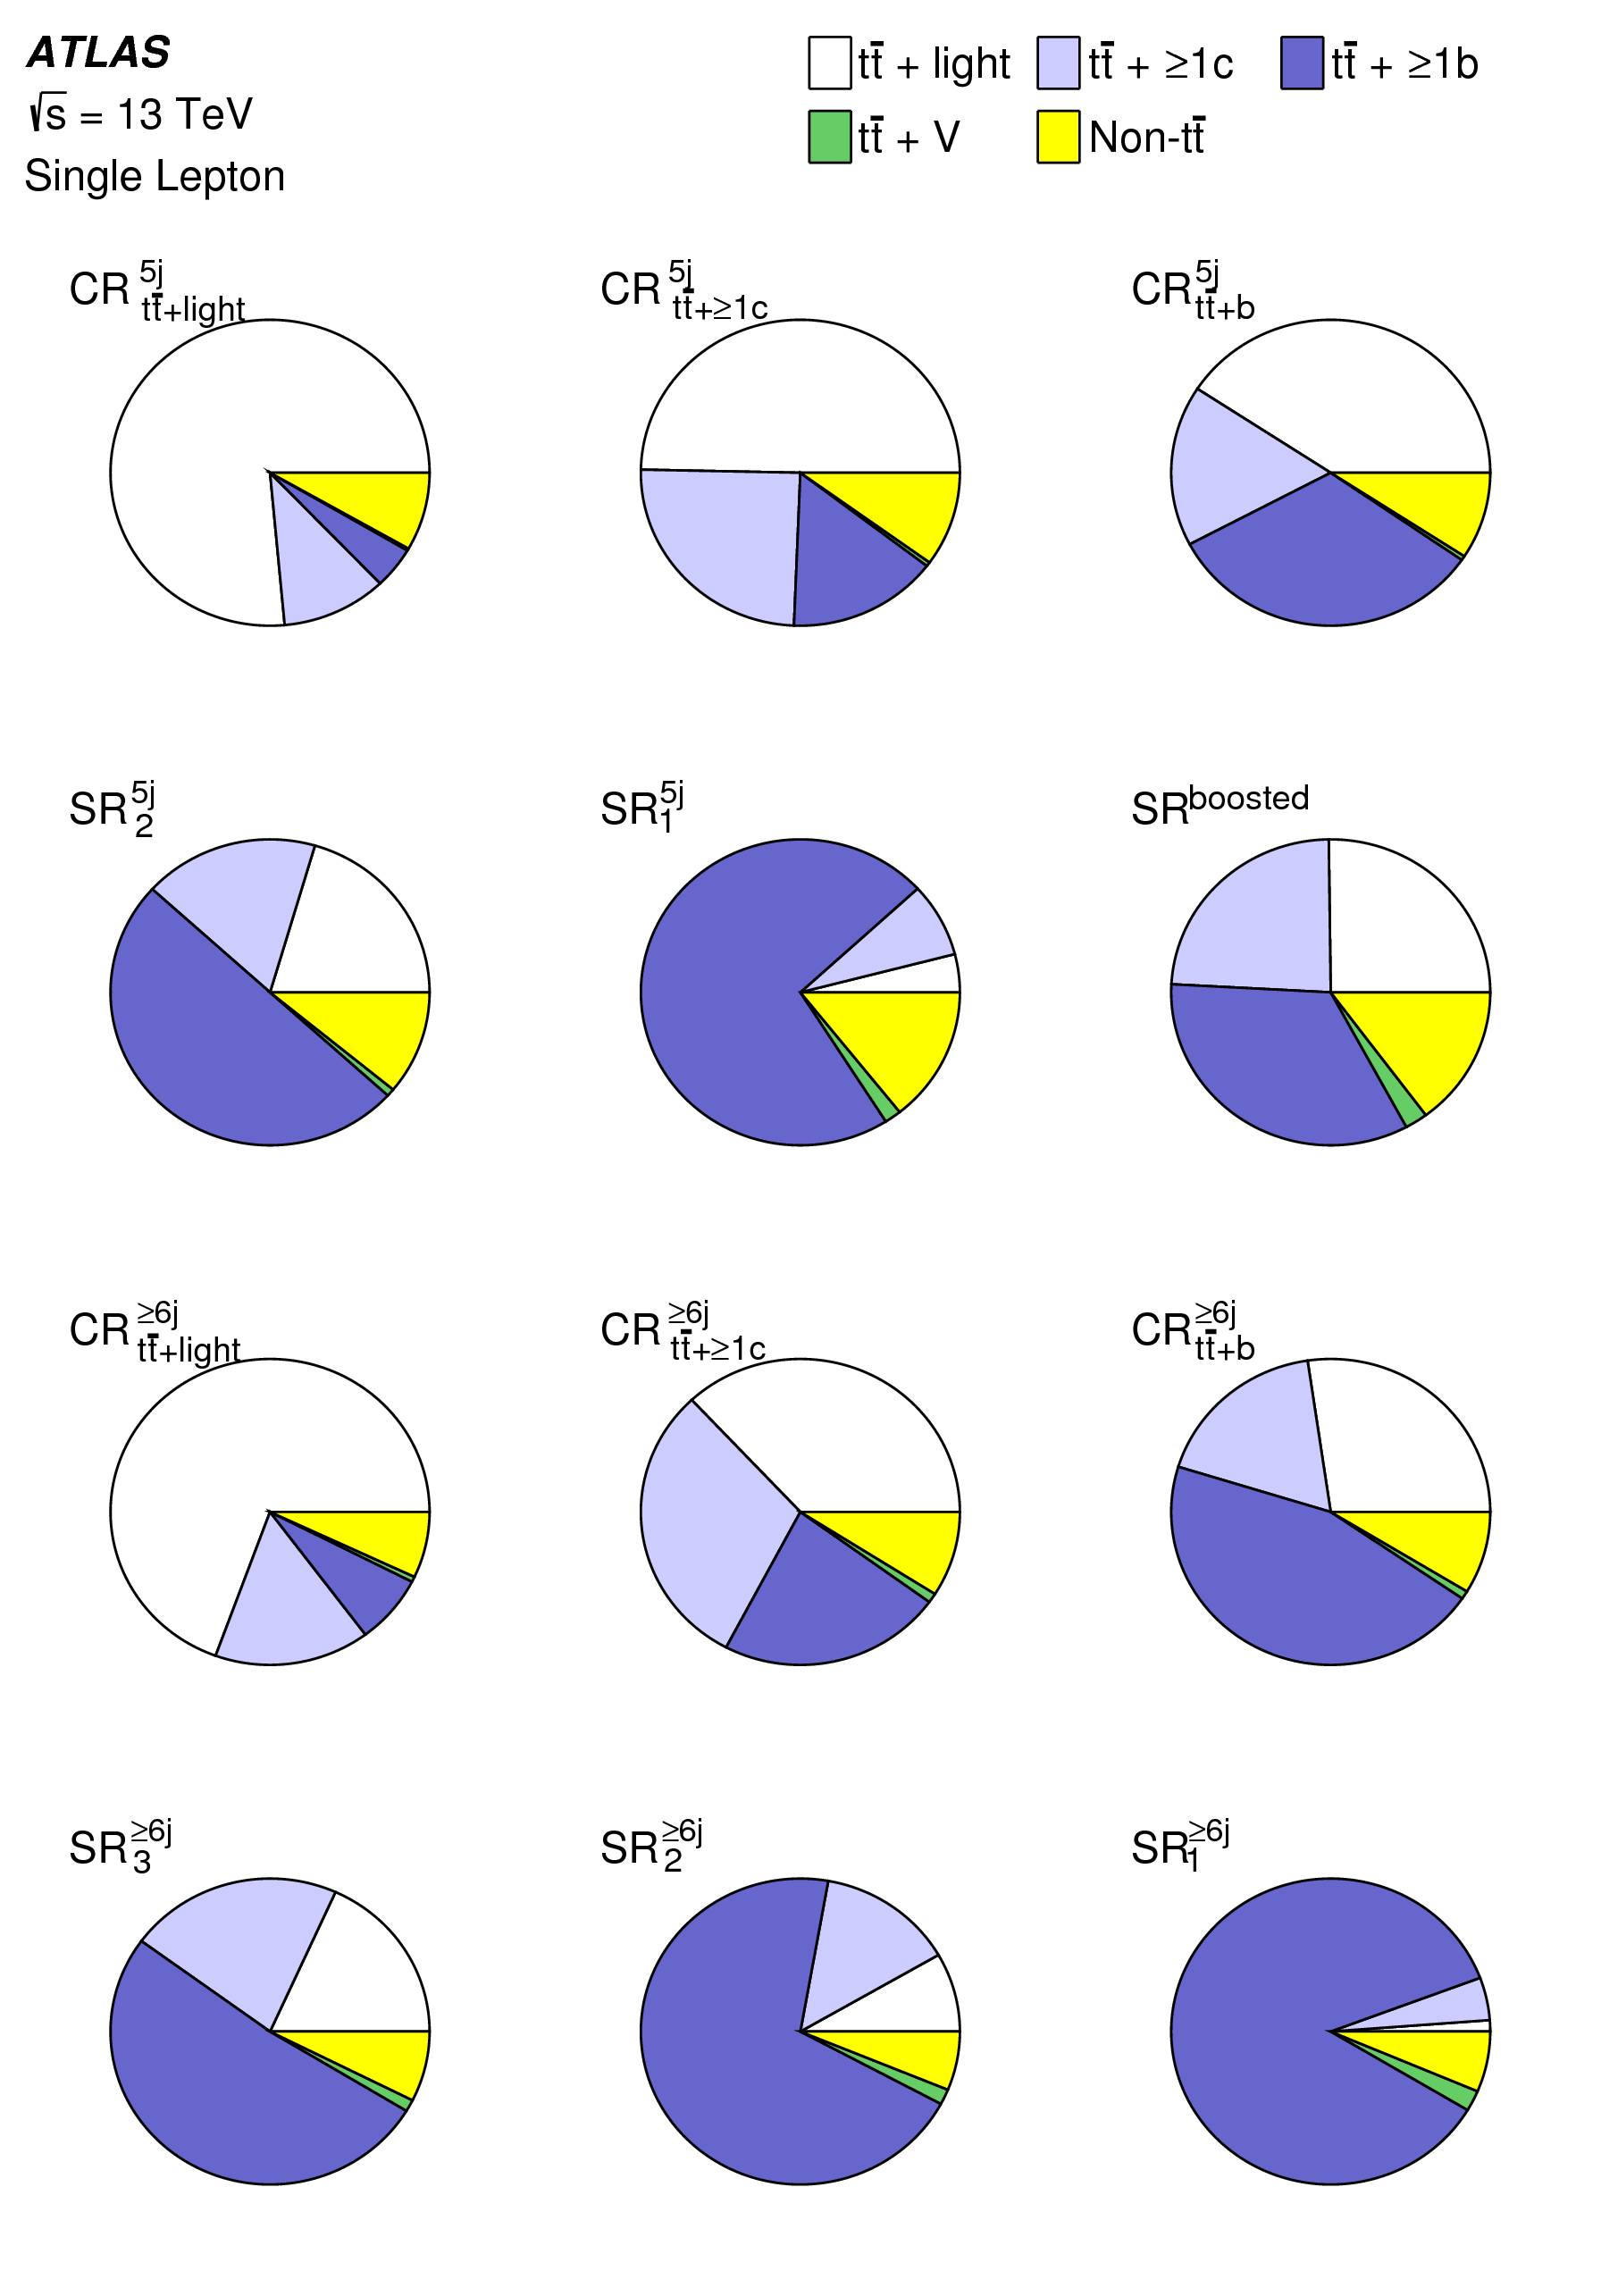 ATLAS
√s = 13 TeV
Single Lepton
tt̄ + light
tt̄ + ≥1c
tt̄ + ≥1b
tt̄ + V
Non-tt̄
CR 5j tt̄+light
CR 5j tt̄+≥1c
CR 5j tt̄+b
SR 5j 2
SR 5j 1
SR boosted
CR ≥6j tt̄+light
CR ≥6j tt̄+≥1c
CR ≥6j tt̄+b
SR ≥6j 3
SR ≥6j 2
SR ≥6j 1